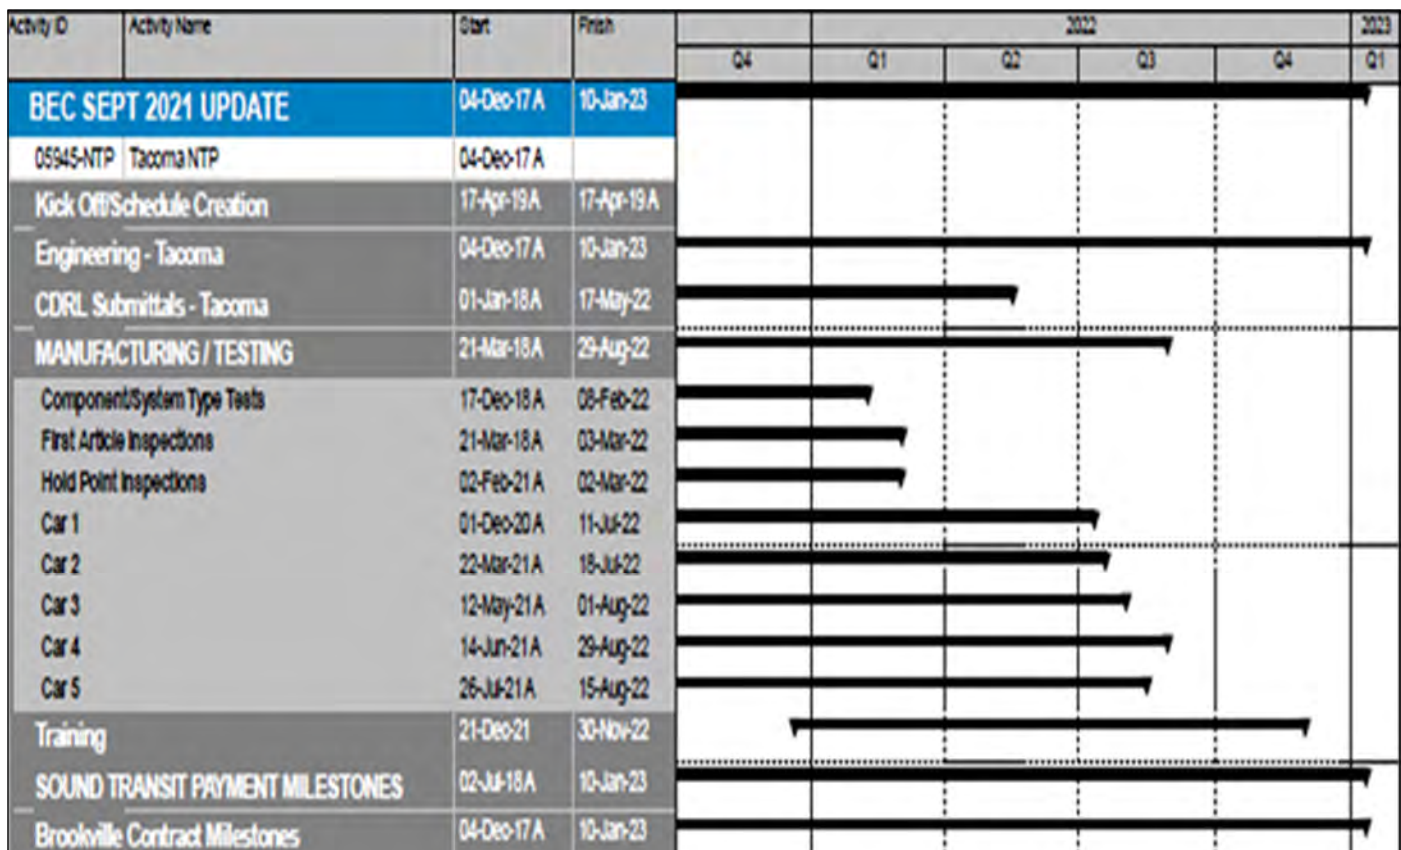 Activity ID Activity Name Start Finish 2022 2023
Q4 Q1 Q2 Q3 Q4 Q1
BEC SEPT 2021 UPDATE 04-Dec-17 A 10-Jan-23
05945-NTP Tacoma NTP 04-Dec-17 A
Kick Off/Schedule Creation 17-Apr-19 A 17-Apr-19 A
Engineering - Tacoma 04-Dec-17 A 10-Jan-23
CDRL Submittals - Tacoma 01-Jan-18 A 17-May-22
MANUFACTURING / TESTING 21-Mar-18 A 29-Aug-22
Component/System Type Tests 17-Dec-18 A 08-Feb-22
First Article Inspections 21-Mar-18 A 03-Mar-22
Hold Point Inspections 02-Feb-21 A 02-Mar-22
Car 1 01-Dec-20 A 11-Jul-22
Car 2 22-Mar-21 A 18-Jul-22
Car 3 12-May-21 A 01-Aug-22
Car 4 14-Jun-21 A 29-Aug-22
Car 5 26-Jul-21 A 15-Aug-22
Training 21-Dec-21 30-Nov-22
SOUND TRANSIT PAYMENT MILESTONES 02-Jul-18 A 10-Jan-23
Brookville Contract Milestones 04-Dec-17 A 10-Jan-23